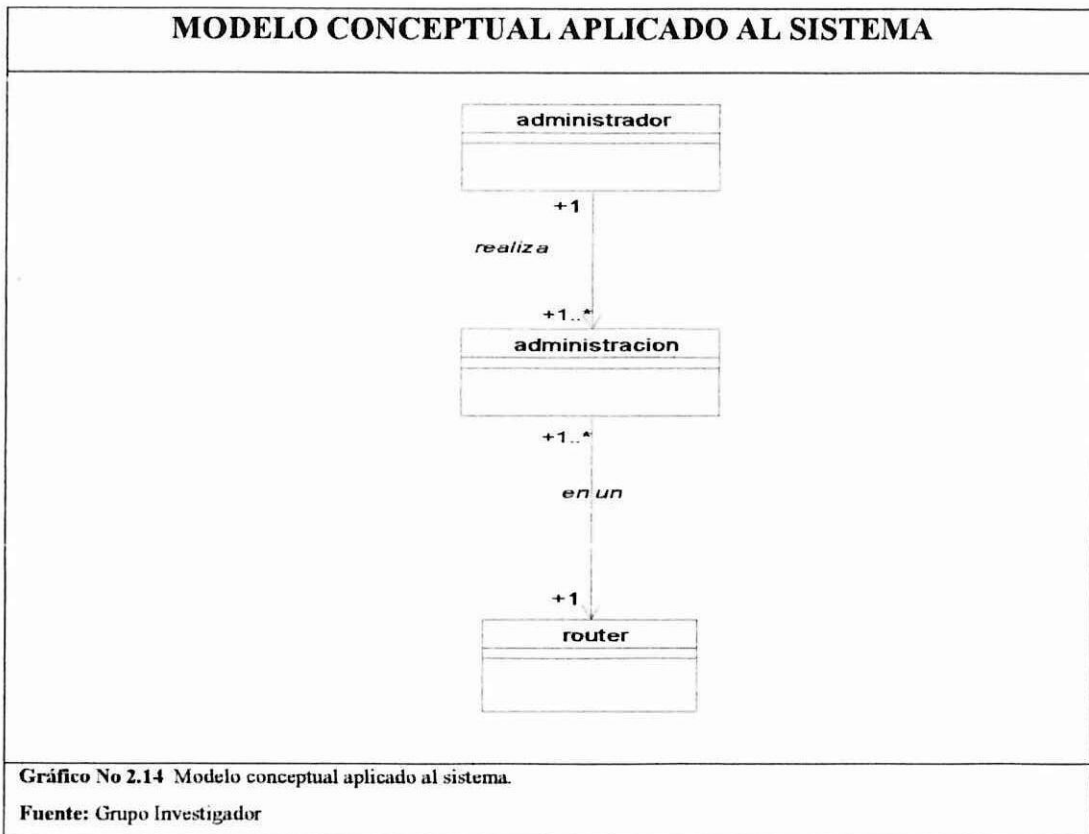 MODELO CONCEPTUAL APLICADO AL SISTEMA
administrador
+1
realiza
+1..*
administracion
+1..*
en un
+1
router
Gráfico No 2.14 Modelo conceptual aplicado al sistema.
Fuente: Grupo Investigador